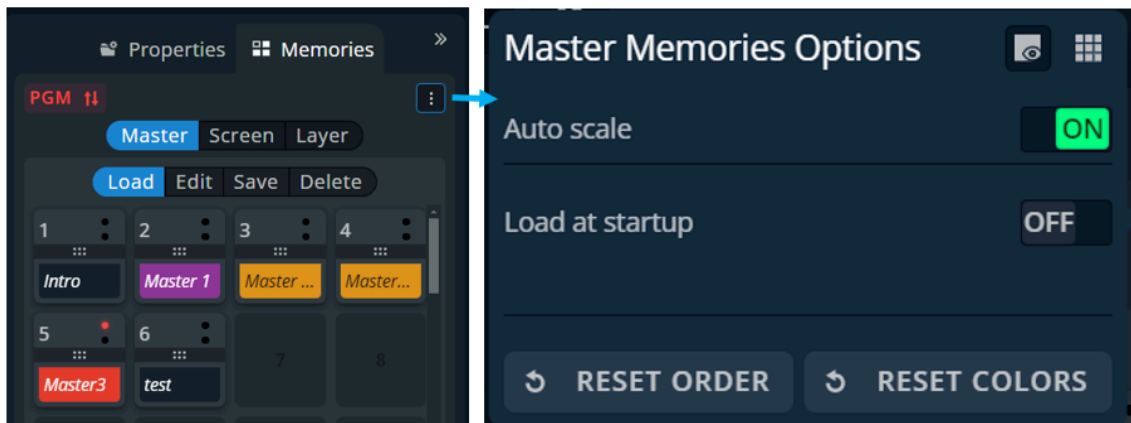 Properties Memories
PGM
Master Screen Layer
Load Edit Save Delete
1 2 3 4
Intro Master 1 Master ... Master...
5 6 7 8
Master3 test
Master Memories Options
Auto scale ON
Load at startup OFF
RESET ORDER RESET COLORS